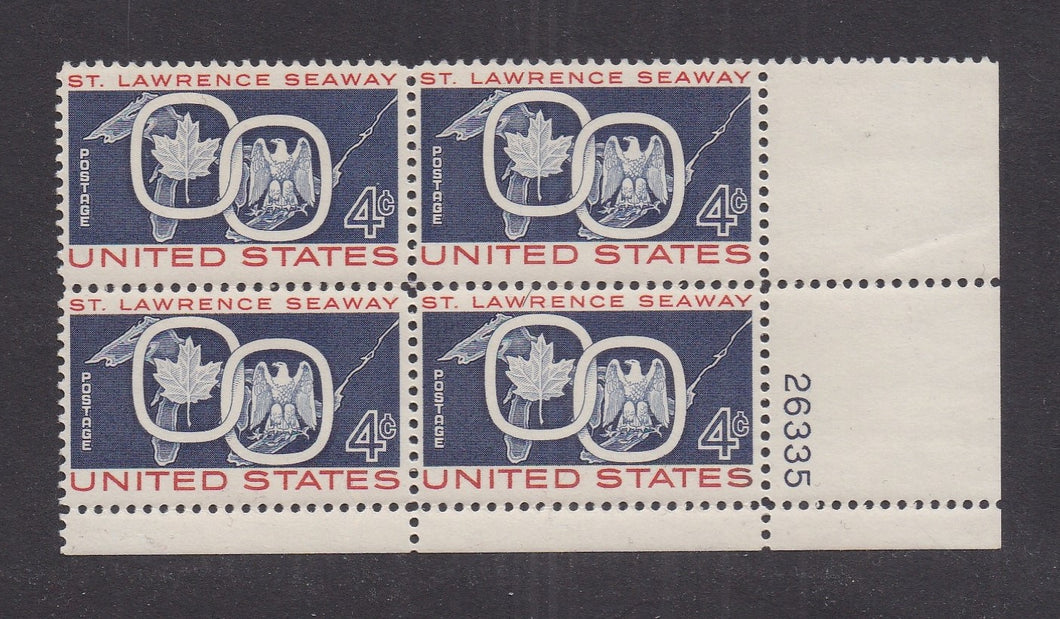 ST. LAWRENCE SEAWAY
POSTAGE
4¢
UNITED STATES
ST. LAWRENCE SEAWAY
POSTAGE
4¢
UNITED STATES
ST. LAWRENCE SEAWAY
POSTAGE
4¢
UNITED STATES
ST. LAWRENCE SEAWAY
POSTAGE
4¢
UNITED STATES
26335